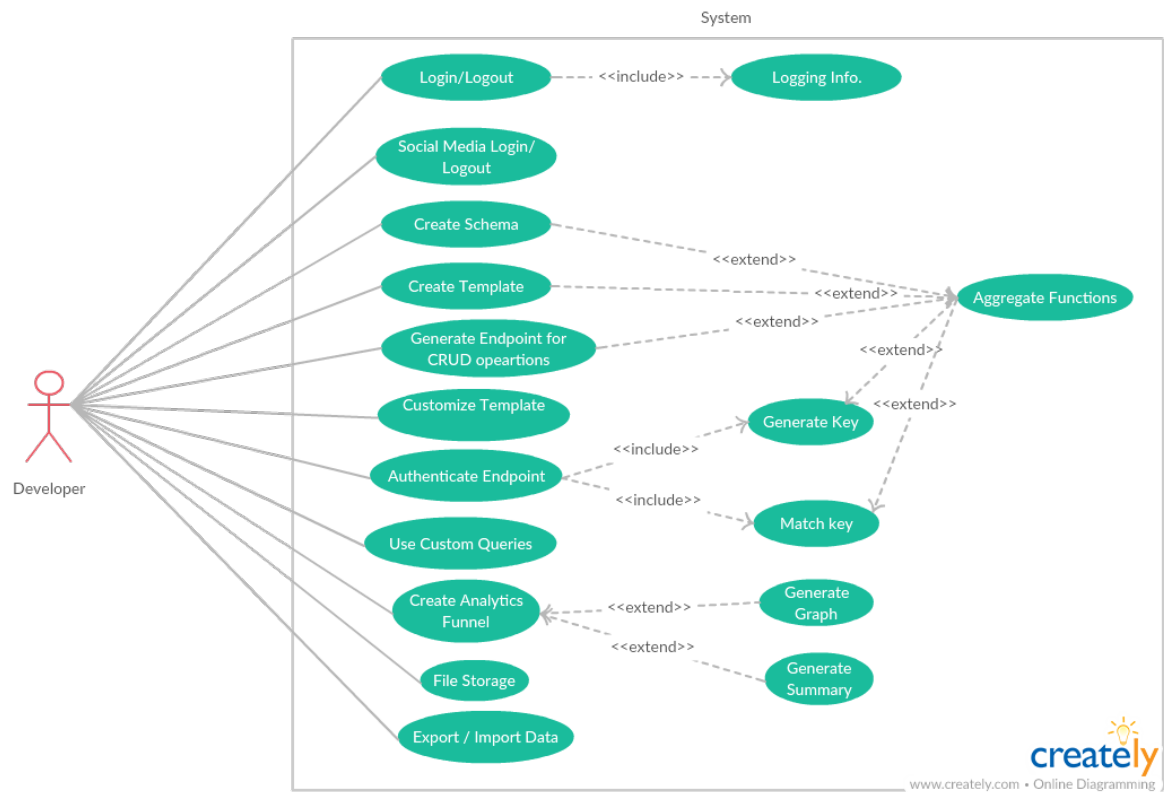 System
Login/Logout
<<include>>
Logging Info.
Social Media Login/
Logout
Create Schema
<<extend>>
Create Template
<<extend>>
Aggregate Functions
Generate Endpoint for
CRUD opeartions
<<extend>>
<<extend>>
<<extend>>
Customize Template
Generate Key
<<include>>
Authenticate Endpoint
<<include>>
Match key
Developer
Use Custom Queries
Create Analytics
Funnel
<<extend>>
Generate
Graph
<<extend>>
Generate
Summary
File Storage
Export / Import Data
creately
www.creately.com • Online Diagramming